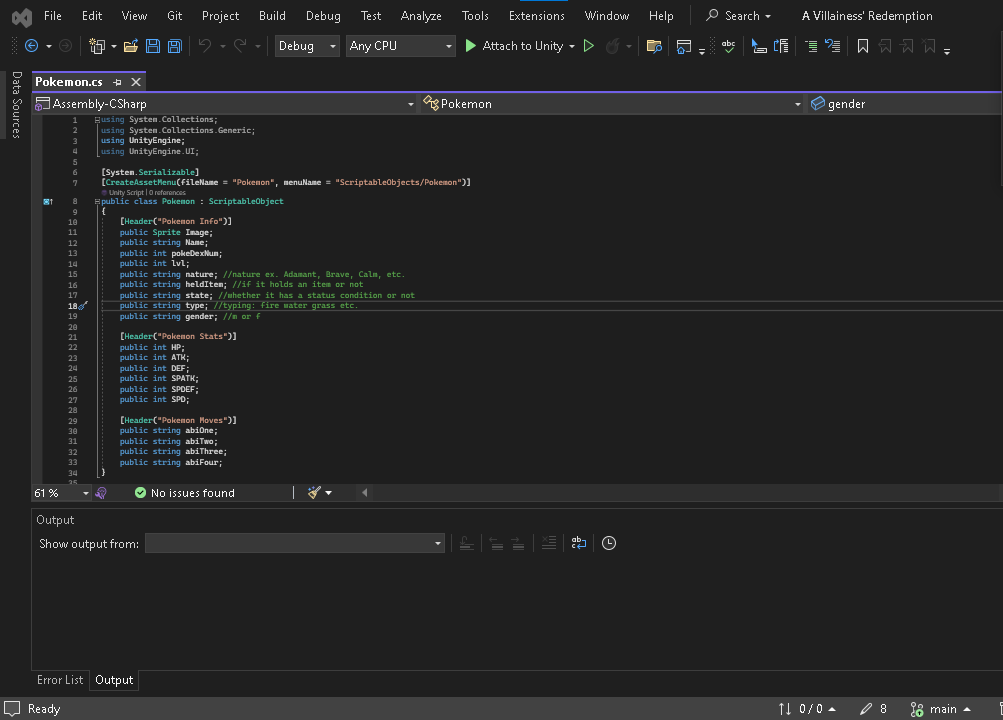 File Edit View Git Project Build Debug Test Analyze Tools Extensions Window Help Search A Villainess' Redemption
Debug Any CPU Attach to Unity
Data Sources
Pokemon.cs
Assembly-CSharp Pokemon gender
1 using System.Collections;
2 using System.Collections.Generic;
3 using UnityEngine;
4 using UnityEngine.UI;
5
6 [System.Serializable]
7 [CreateAssetMenu(fileName = "Pokemon", menuName = "ScriptableObjects/Pokemon")]
Unity Script | 0 references
8 public class Pokemon : ScriptableObject
9 {
10 [Header("Pokemon Info")]
11 public Sprite Image;
12 public string Name;
13 public int pokeDexNum;
14 public int lvl;
15 public string nature; //nature ex. Adamant, Brave, Calm, etc.
16 public string heldItem; //if it holds an item or not
17 public string state; //whether it has a status condition or not
18 public string type; //typing: fire water grass etc.
19 public string gender; //m or f
20
21 [Header("Pokemon Stats")]
22 public int HP;
23 public int ATK;
24 public int DEF;
25 public int SPATK;
26 public int SPDEF;
27 public int SPD;
28
29 [Header("Pokemon Moves")]
30 public string abiOne;
31 public string abiTwo;
32 public string abiThree;
33 public string abiFour;
34 }
35
61 % No issues found
Output
Show output from:
Error List Output
Ready 0 / 0 8 main